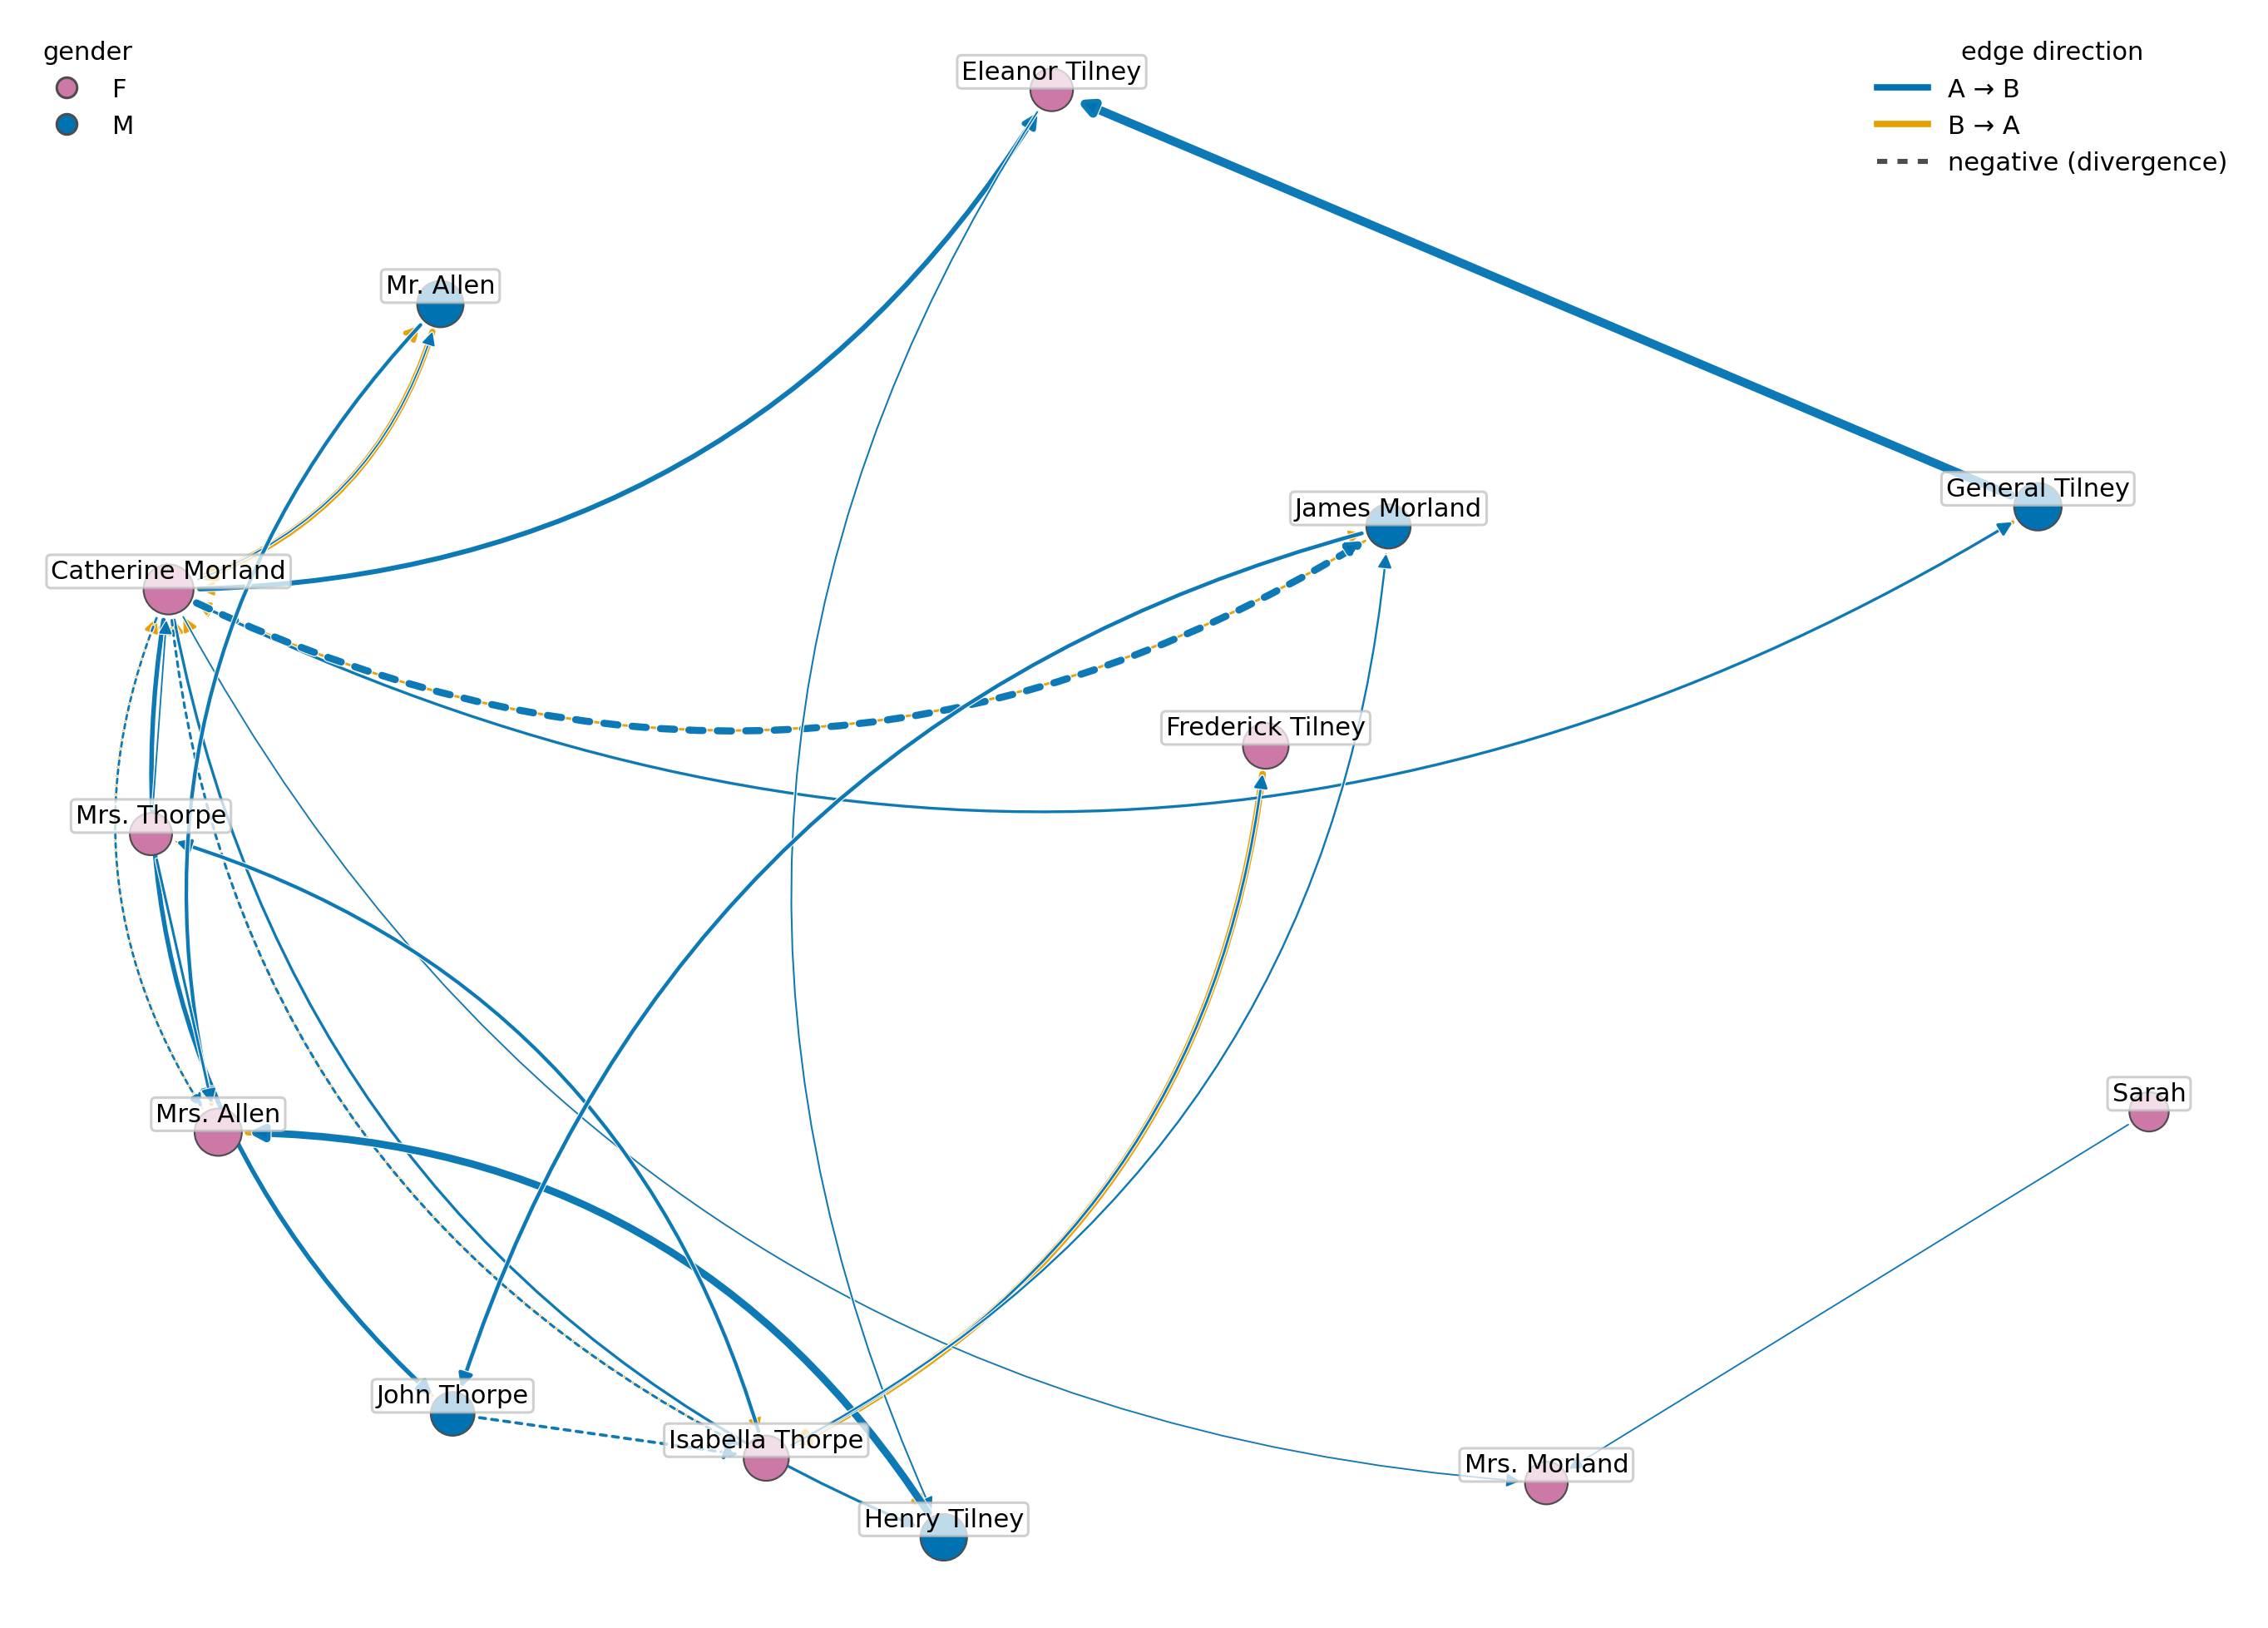 gender
F
M
edge direction
A → B
B → A
negative (divergence)
Eleanor Tilney
Mr. Allen
General Tilney
James Morland
Catherine Morland
Frederick Tilney
Mrs. Thorpe
Sarah
Mrs. Allen
John Thorpe
Isabella Thorpe
Mrs. Morland
Henry Tilney